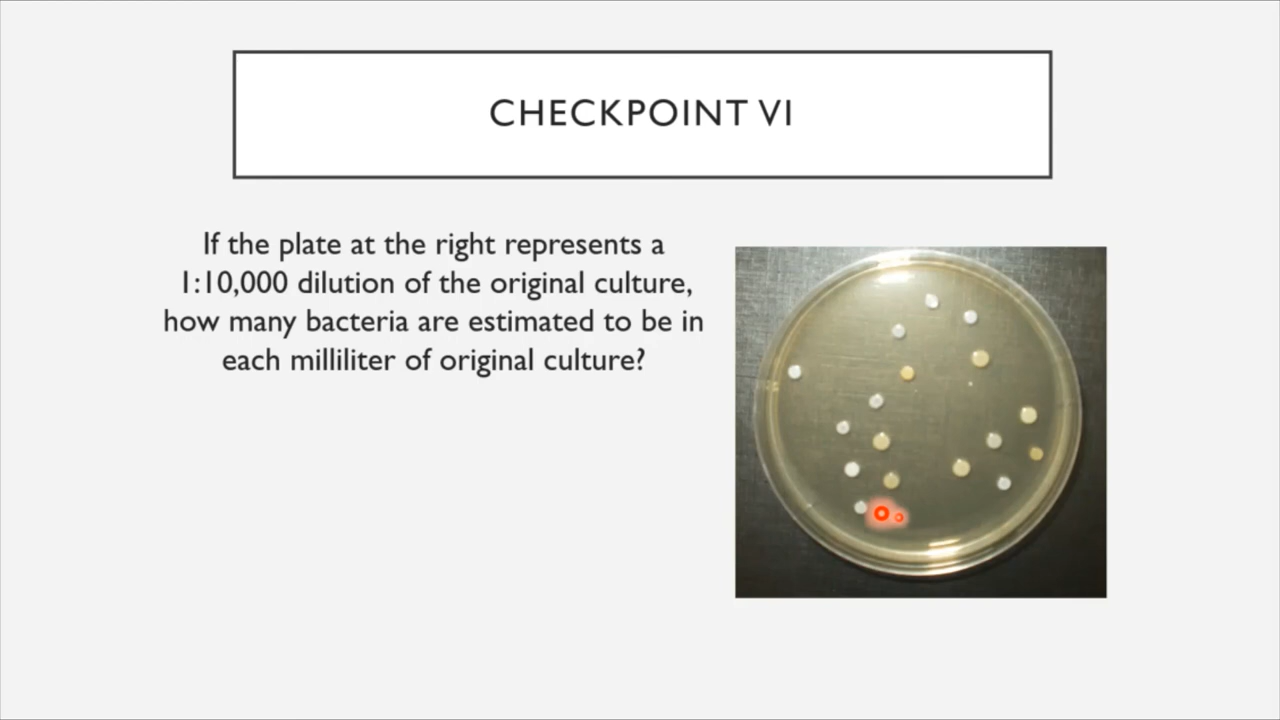 CHECKPOINT VI
If the plate at the right represents a
1:10,000 dilution of the original culture,
how many bacteria are estimated to be in
each milliliter of original culture?